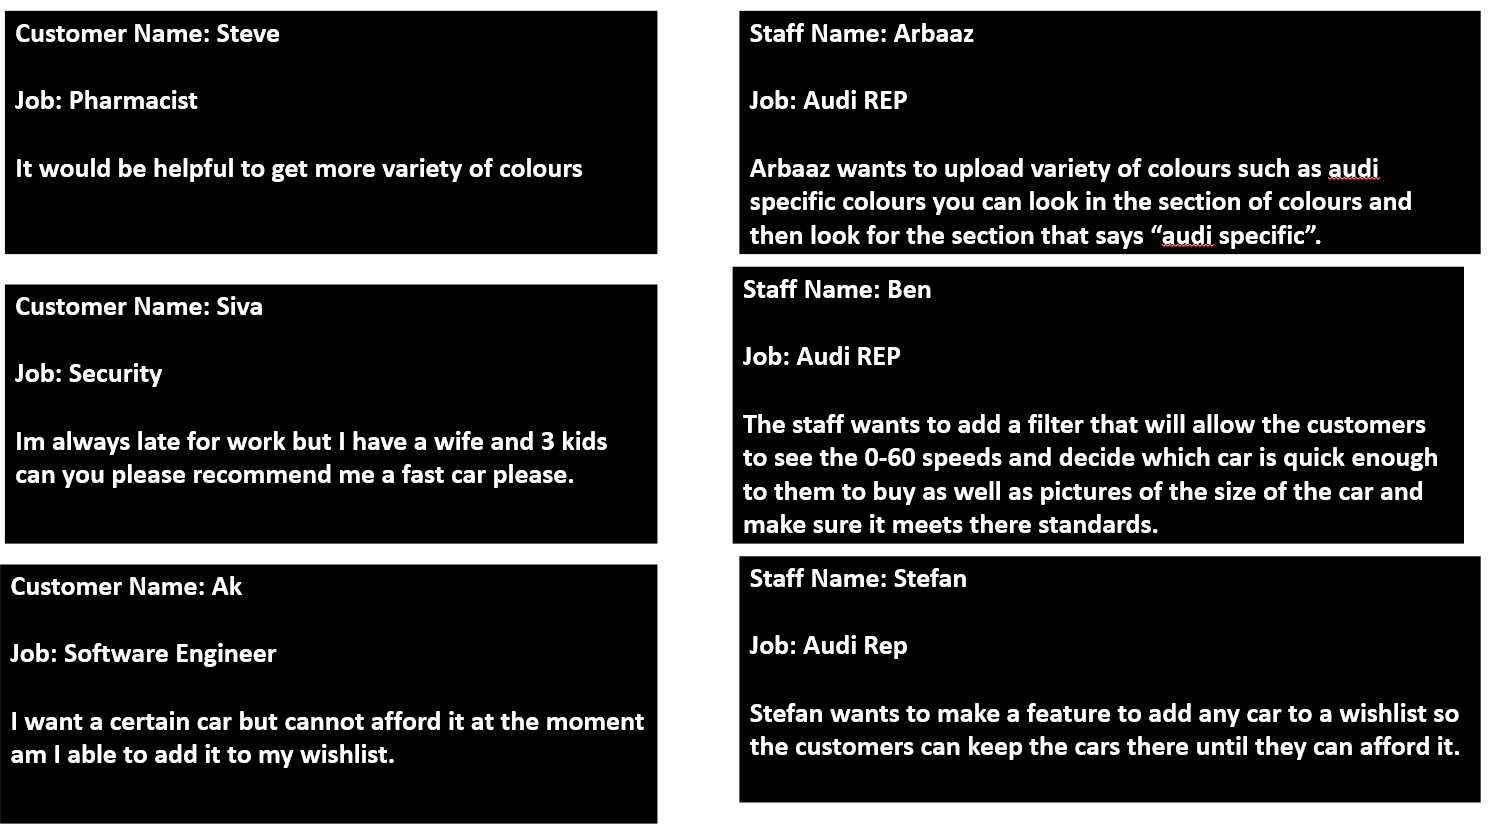 Customer Name: Steve
Job: Pharmacist
It would be helpful to get more variety of colours
Staff Name: Arbaaz
Job: Audi REP
Arbaaz wants to upload variety of colours such as audi
specific colours you can look in the section of colours and
then look for the section that says “audi specific”.
Customer Name: Siva
Job: Security
Im always late for work but I have a wife and 3 kids
can you please recommend me a fast car please.
Staff Name: Ben
Job: Audi REP
The staff wants to add a filter that will allow the customers
to see the 0-60 speeds and decide which car is quick enough
to them to buy as well as pictures of the size of the car and
make sure it meets there standards.
Customer Name: Ak
Job: Software Engineer
I want a certain car but cannot afford it at the moment
am I able to add it to my wishlist.
Staff Name: Stefan
Job: Audi Rep
Stefan wants to make a feature to add any car to a wishlist so
the customers can keep the cars there until they can afford it.